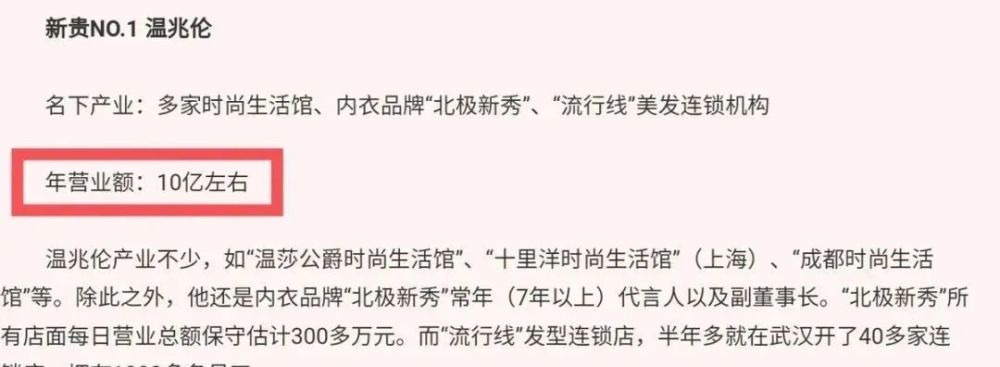 新贵NO.1 温兆伦
名下产业：多家时尚生活馆、内衣品牌“北极新秀”、“流行线”美发连锁机构
年营业额：10亿左右
温兆伦产业不少，如“温莎公爵时尚生活馆”、“十里洋时尚生活馆”（上海）、“成都时尚生活
馆”等。除此之外，他还是内衣品牌“北极新秀”常年（7年以上）代言人以及副董事长。“北极新秀”所
有店面每日营业总额保守估计300多万元。而“流行线”发型连锁店，半年多就在武汉开了40多家连